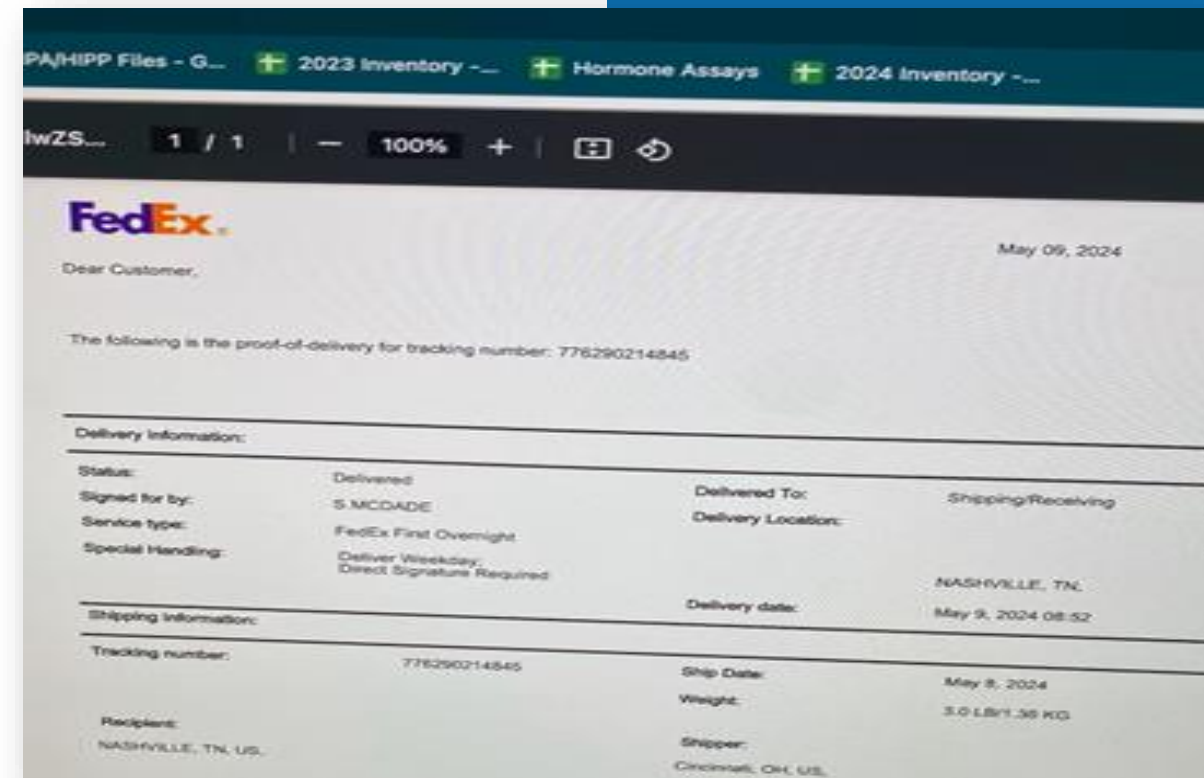 PA/HIPP Files - G... 2023 Inventory -... Hormone Assays 2024 Inventory -...
IwZS... 1 / 1 − 100% +
FedEx®
May 09, 2024
Dear Customer,
The following is the proof-of-delivery for tracking number: 776290214845
Delivery Information:
Status: Delivered Delivered To: Shipping/Receiving
Signed for by: S.MCDADE Delivery Location:
Service type: FedEx First Overnight
Special Handling: Deliver Weekday;
Direct Signature Required
NASHVILLE, TN,
Delivery date: May 9, 2024 08:52
Shipping Information:
Tracking number: 776290214845 Ship Date: May 8, 2024
Weight: 3.0 LB/1.36 KG
Recipient: Shipper:
NASHVILLE, TN, US, Cincinnati, OH, US,